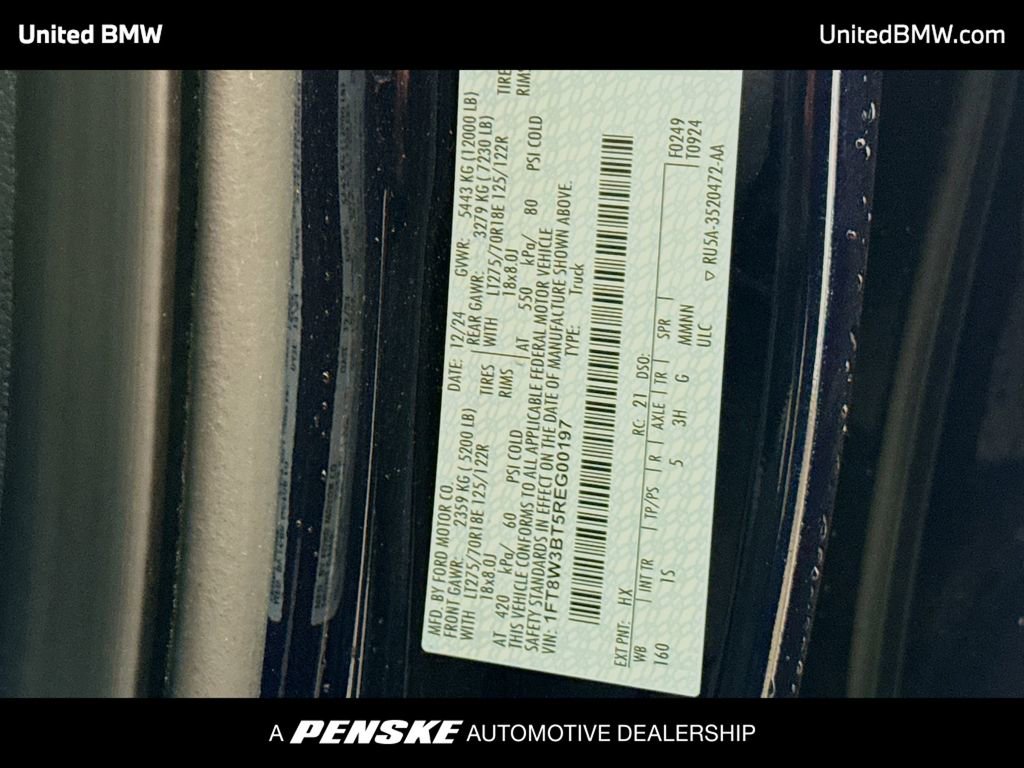 United BMW
UnitedBMW.com
MFD. BY FORD MOTOR CO.
DATE: 12/24 GVWR: 5443 KG (12000 LB)
FRONT GAWR: 2359 KG ( 5200 LB)
REAR GAWR: 3279 KG ( 7230 LB)
WITH LT275/70R18E 125/122R TIRES
WITH LT275/70R18E 125/122R TIRE
18x8.0J RIMS
18x8.0J RIMS
AT 420 kPa/ 60 PSI COLD
AT 550 kPa/ 80 PSI COLD
THIS VEHICLE CONFORMS TO ALL APPLICABLE FEDERAL MOTOR VEHICLE
SAFETY STANDARDS IN EFFECT ON THE DATE OF MANUFACTURE SHOWN ABOVE.
VIN: 1FT8W3BT5REG00197
TYPE: Truck
F0249
T0924
EXT PNT: HX RC: 21 DSO:
WB INT TR TP/PS R AXLE TR SPR
160 1S 5 3H G MMNNN
ULC
▽ RU5A-3520472-AA
A PENSKE AUTOMOTIVE DEALERSHIP